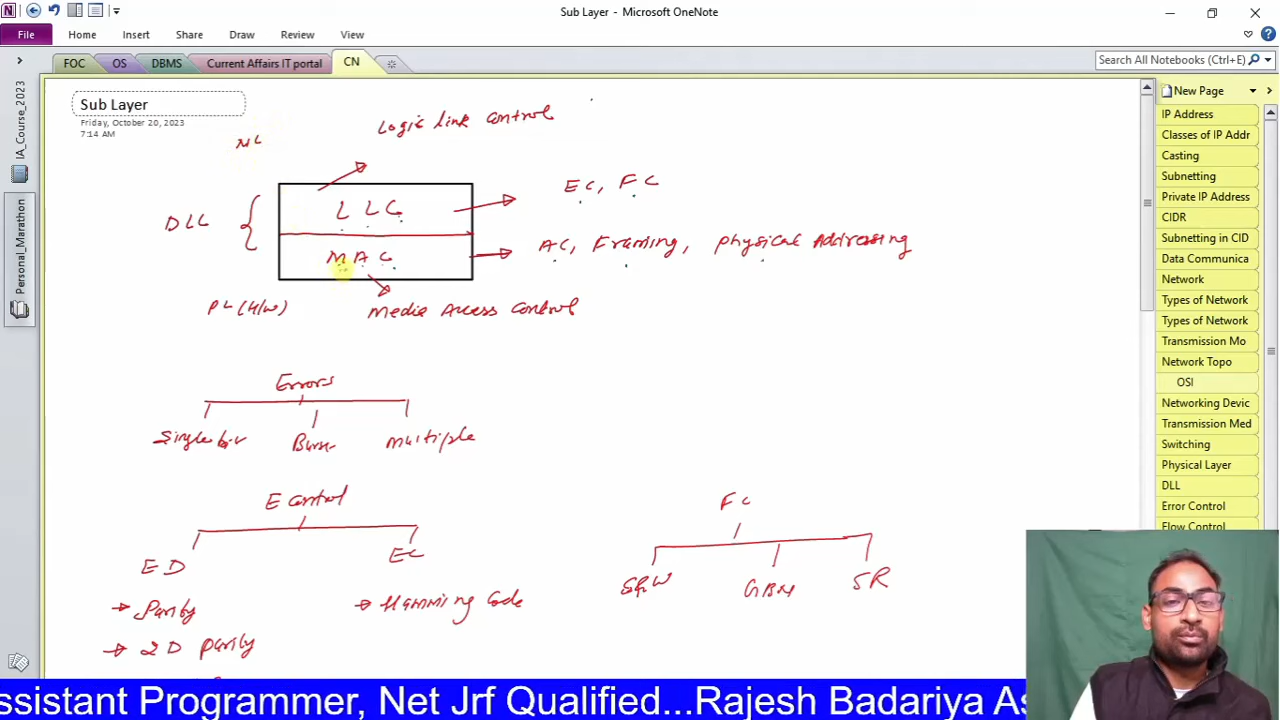 Sub Layer - Microsoft OneNote
File Home Insert Share Draw Review View
FOC OS DBMS Current Affairs IT portal CN
Search All Notebooks (Ctrl+E)
IA_Course_2023
Personal_Marathon
Sub Layer
Friday, October 20, 2023
7:14 AM
NL
Logic link control
DLL
LLC
EC, FC
MAC
AC, Framing, Physical Addressing
PL (H/W)
Media Access Control
Errors
Single bit Burst multiple
E control
ED EC
→ Parity
→ 2D parity
→ Hamming Code
FC
S&W GBN SR
New Page
IP Address
Classes of IP Addr
Casting
Subnetting
Private IP Address
CIDR
Subnetting in CID
Data Communica
Network
Types of Network
Types of Network
Transmission Mo
Network Topo
OSI
Networking Devic
Transmission Med
Switching
Physical Layer
DLL
Error Control
Flow Control
ssistant Programmer, Net Jrf Qualified...Rajesh Badariya As